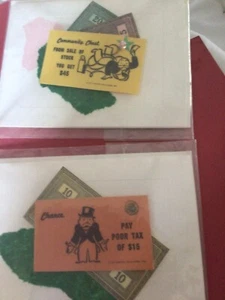 Community Chest
FROM SALE OF
STOCK
YOU GET
$45
Chance
PAY
POOR TAX
OF $15
10
10